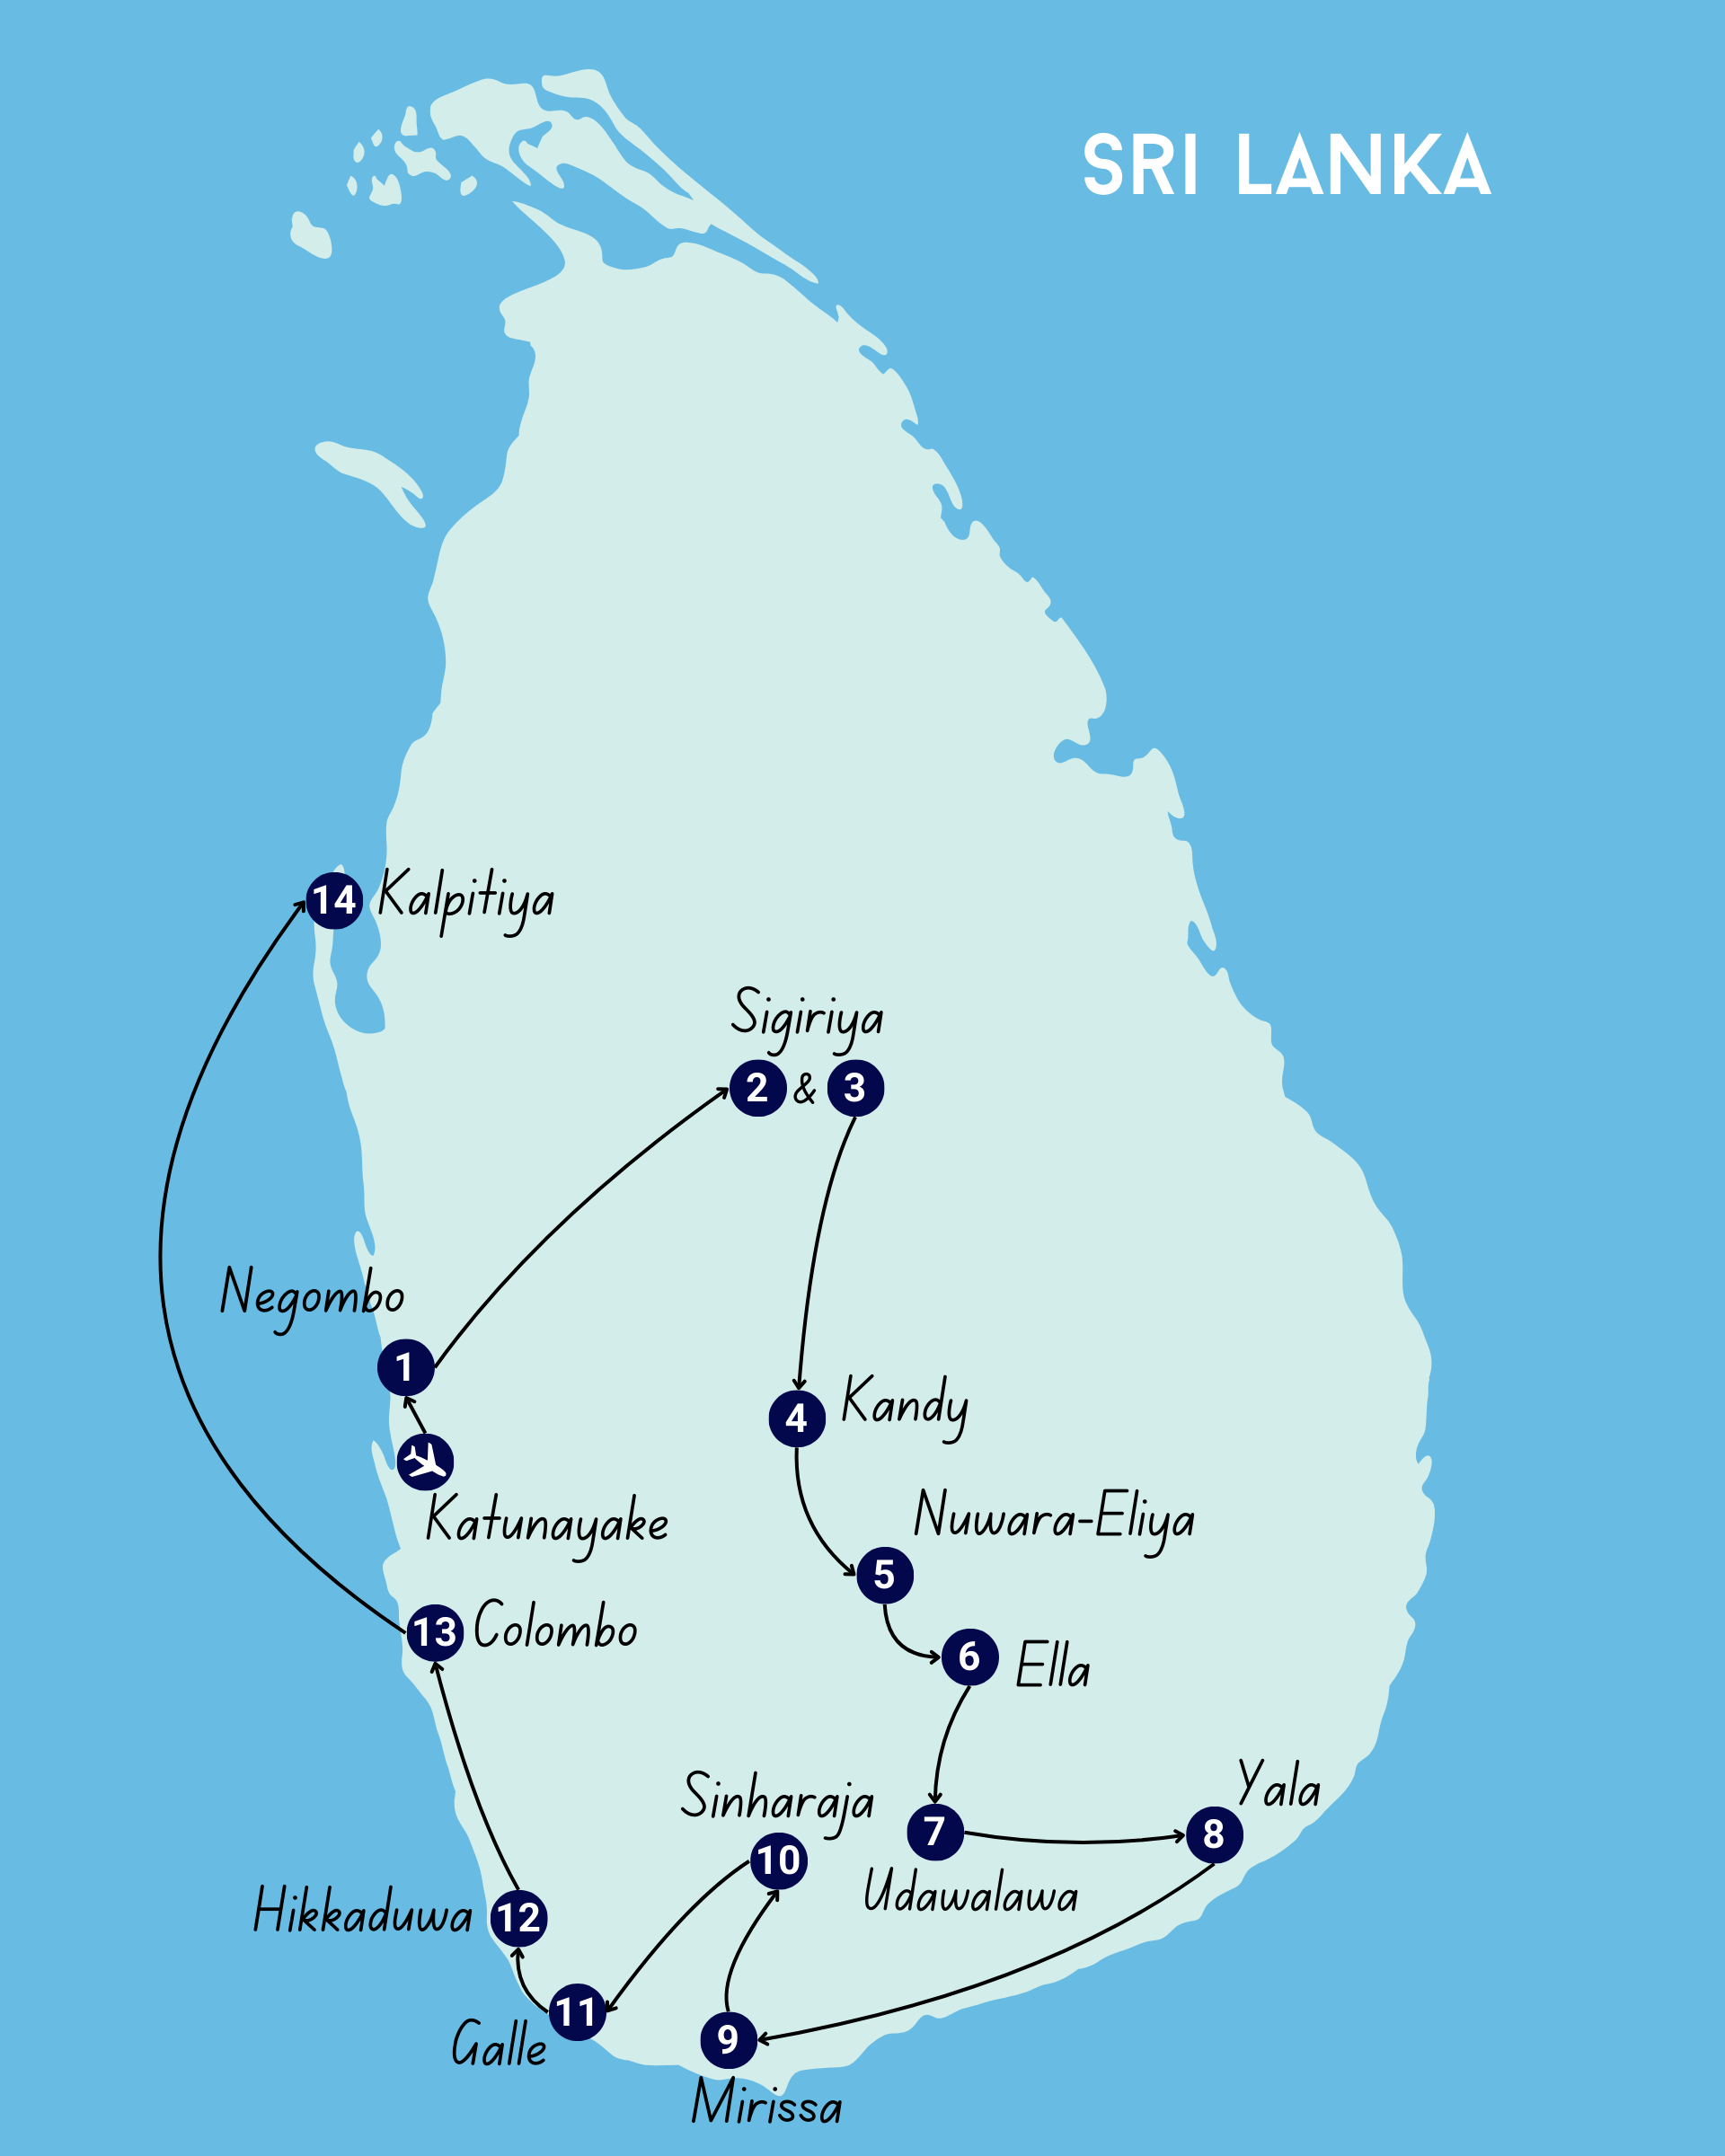 SRI LANKA
14 Kalpitiya
Sigiriya
2 & 3
Negombo
1
4 Kandy
Katunayake
Nuwara-Eliya
5
13 Colombo
6 Ella
Yala
8
Sinharaja
10
7
Udawalawa
Hikkaduwa 12
11
Galle
9
Mirissa